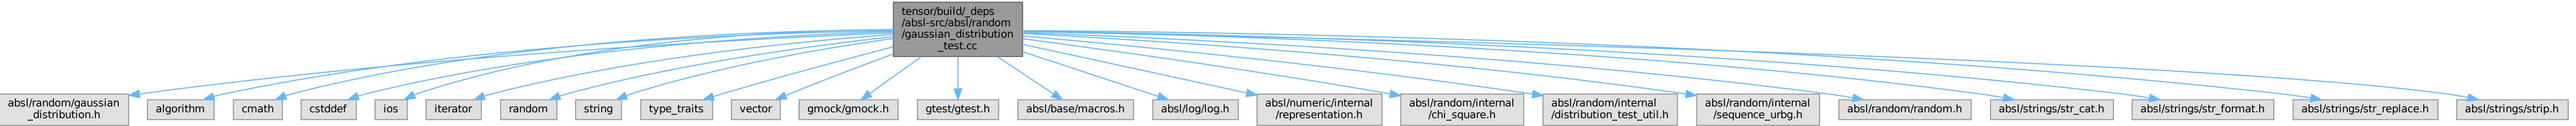 tensor/build/_deps
/absl-src/absl/random
/gaussian_distribution
_test.cc
absl/random/gaussian
_distribution.h
algorithm
cmath
cstddef
ios
iterator
random
string
type_traits
vector
gmock/gmock.h
gtest/gtest.h
absl/base/macros.h
absl/log/log.h
absl/numeric/internal
/representation.h
absl/random/internal
/chi_square.h
absl/random/internal
/distribution_test_util.h
absl/random/internal
/sequence_urbg.h
absl/random/random.h
absl/strings/str_cat.h
absl/strings/str_format.h
absl/strings/str_replace.h
absl/strings/strip.h